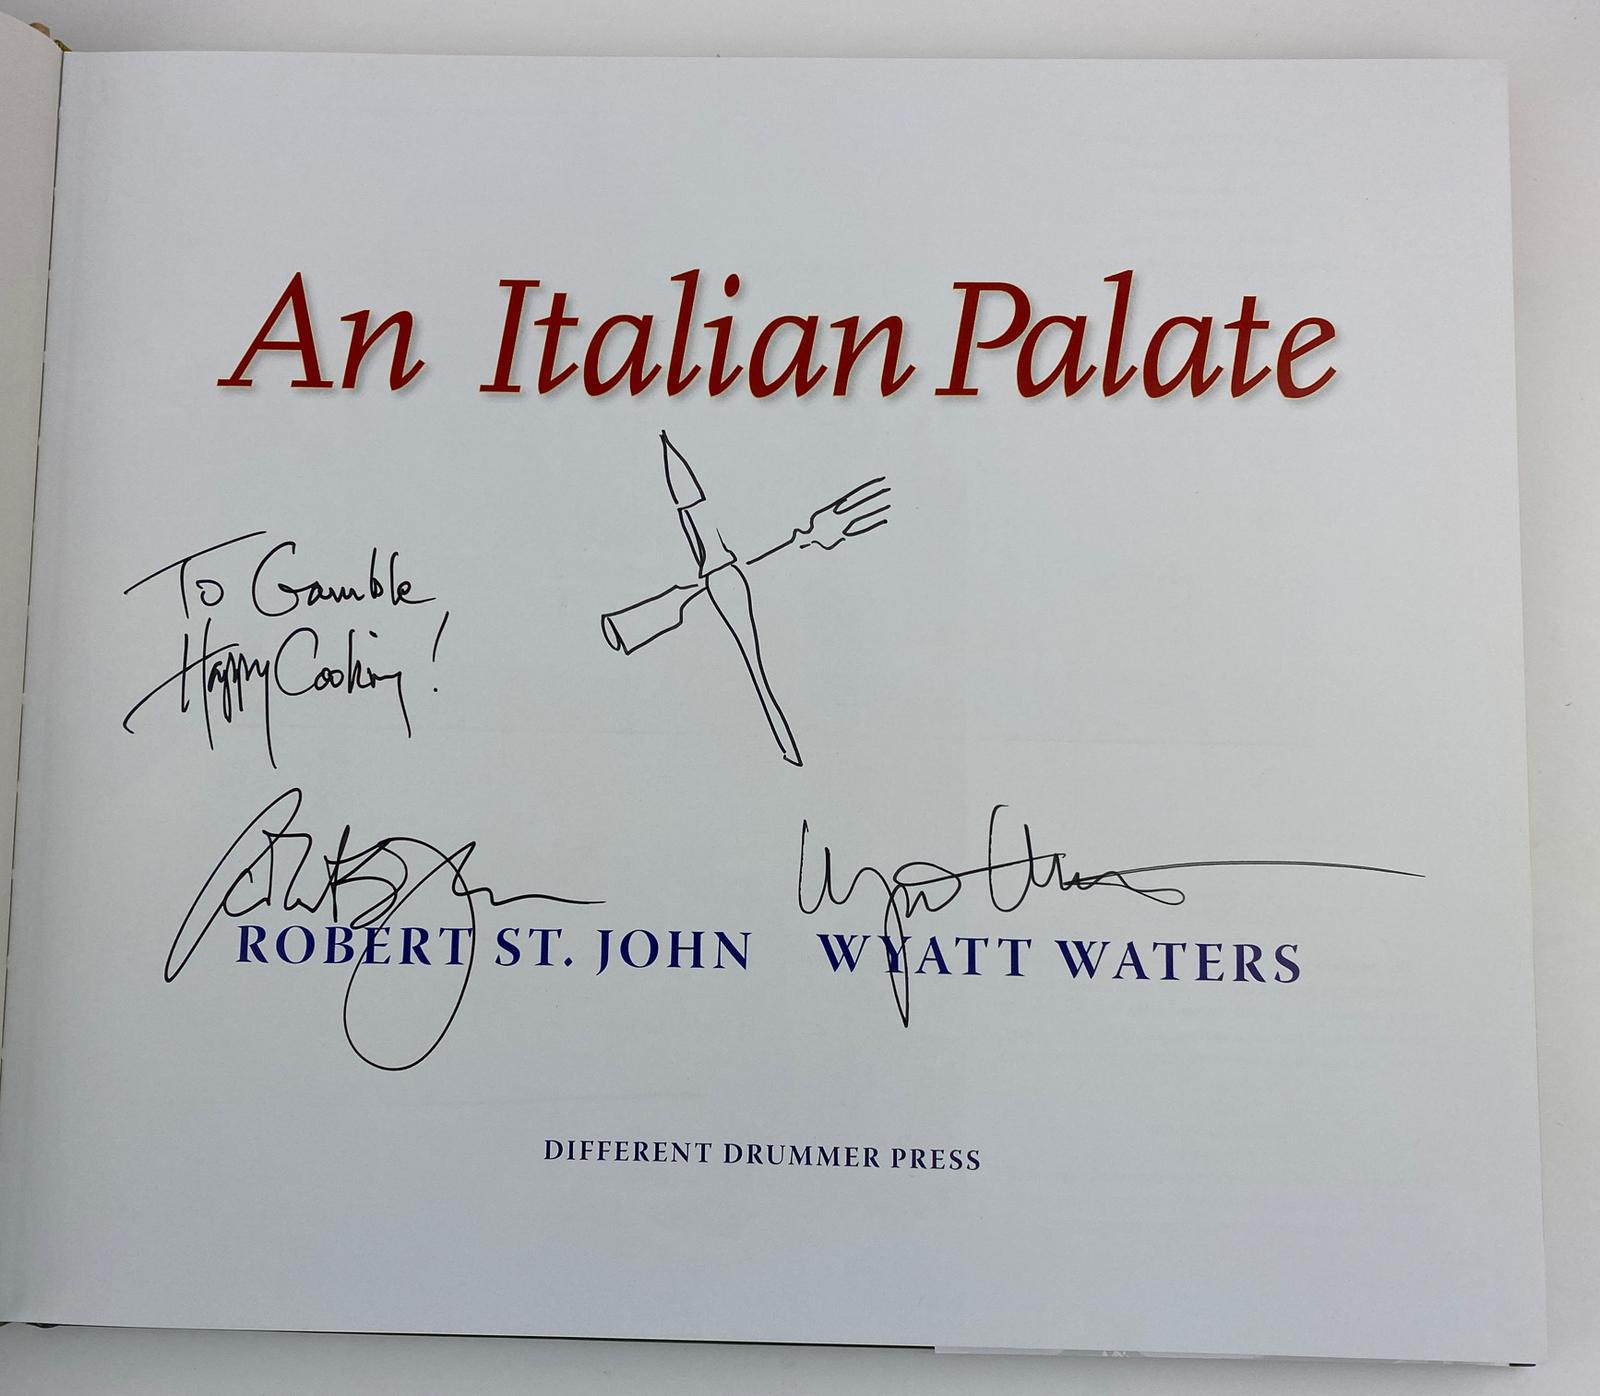 An Italian Palate
To Gamble
Happy Cooking!
ROBERT ST. JOHN WYATT WATERS
DIFFERENT DRUMMER PRESS